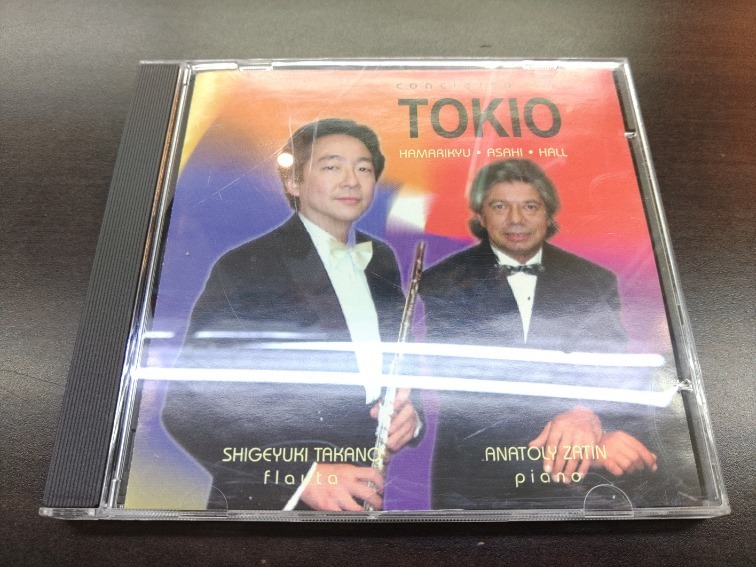 TOKIO
HAMARIKYU • ASAHI • HALL
SHIGEYUKI TAKANO
flauta
ANATOLY ZATIN
piano